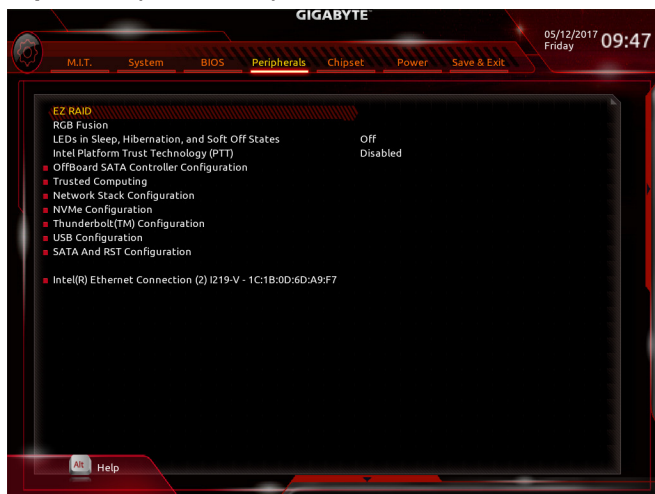 GIGABYTE™
05/12/2017 Friday 09:47
M.I.T. System BIOS Peripherals Chipset Power Save & Exit
EZ RAID
RGB Fusion
LEDs in Sleep, Hibernation, and Soft Off States Off
Intel Platform Trust Technology (PTT) Disabled
OffBoard SATA Controller Configuration
Trusted Computing
Network Stack Configuration
NVMe Configuration
Thunderbolt(TM) Configuration
USB Configuration
SATA And RST Configuration
Intel(R) Ethernet Connection (2) I219-V - 1C:1B:0D:6D:A9:F7
Alt Help